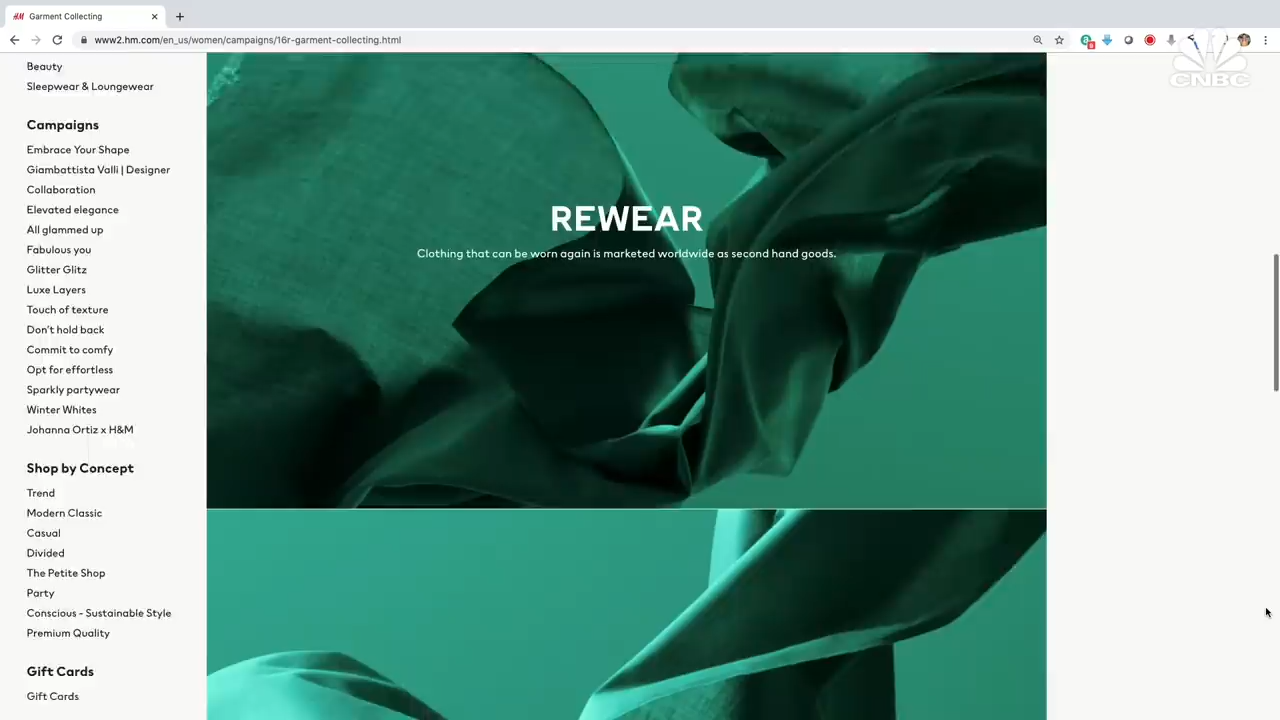 H&M Garment Collecting
www2.hm.com/en_us/women/campaigns/16r-garment-collecting.html
CNBC
Beauty
Sleepwear & Loungewear
Campaigns
Embrace Your Shape
Giambattista Valli | Designer
Collaboration
Elevated elegance
All glammed up
Fabulous you
Glitter Glitz
Luxe Layers
Touch of texture
Don't hold back
Commit to comfy
Opt for effortless
Sparkly partywear
Winter Whites
Johanna Ortiz x H&M
Shop by Concept
Trend
Modern Classic
Casual
Divided
The Petite Shop
Party
Conscious - Sustainable Style
Premium Quality
Gift Cards
Gift Cards
REWEAR
Clothing that can be worn again is marketed worldwide as second hand goods.